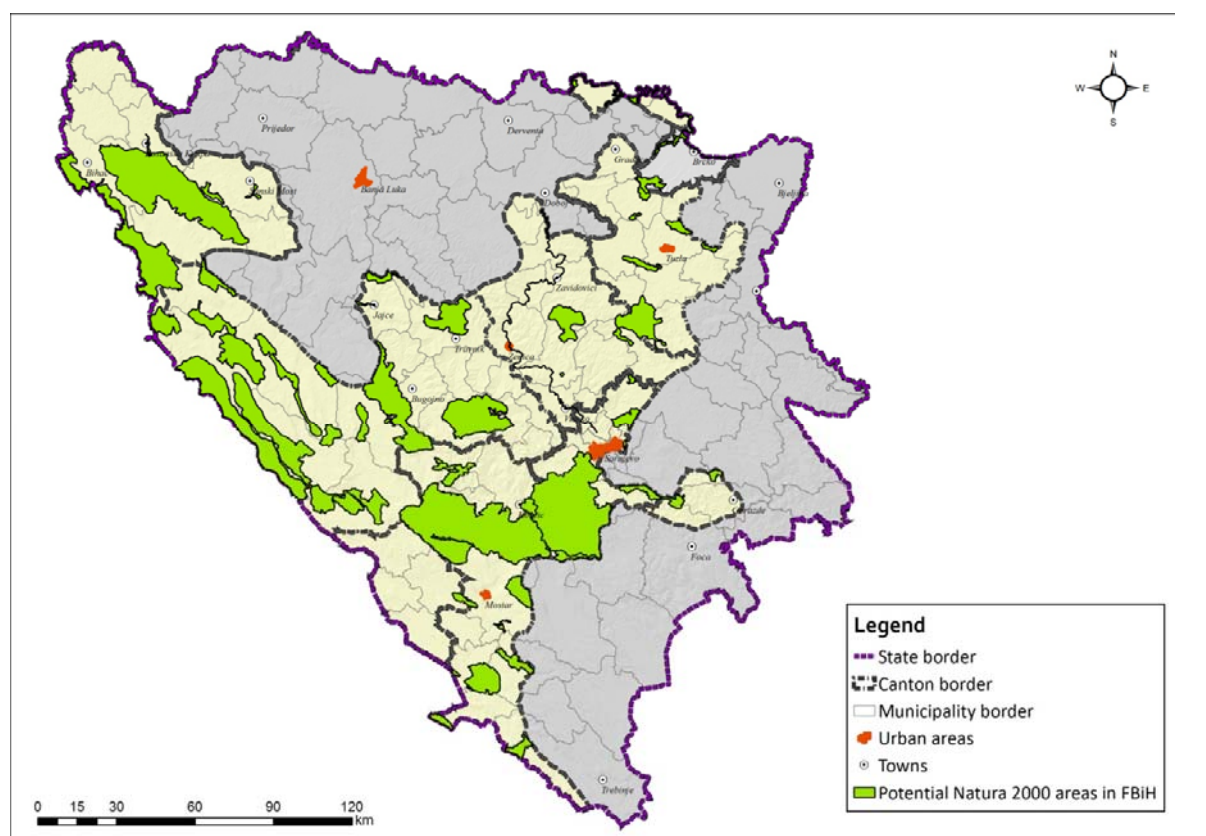 N
W E
S
Prijedor
Derventa
Bihać
Banja Luka
Doboj
Brčko
Bjeljina
Tuzla
Zavidovići
Jajce
Travnik
Zenica
Bugojno
Sarajevo
Goražde
Foča
Mostar
Trebinje
Legend
State border
Canton border
Municipality border
Urban areas
Towns
Potential Natura 2000 areas in FBiH
0 15 30 60 90 120
km